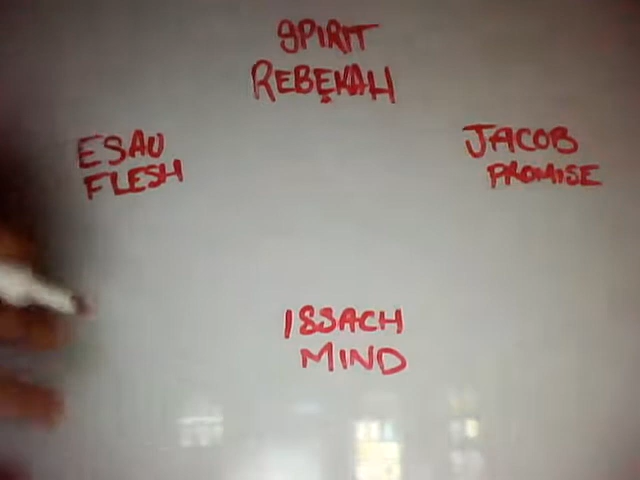 SPIRIT
REBEKAH
ESAU
FLESH
JACOB
PROMISE
ISSACH
MIND